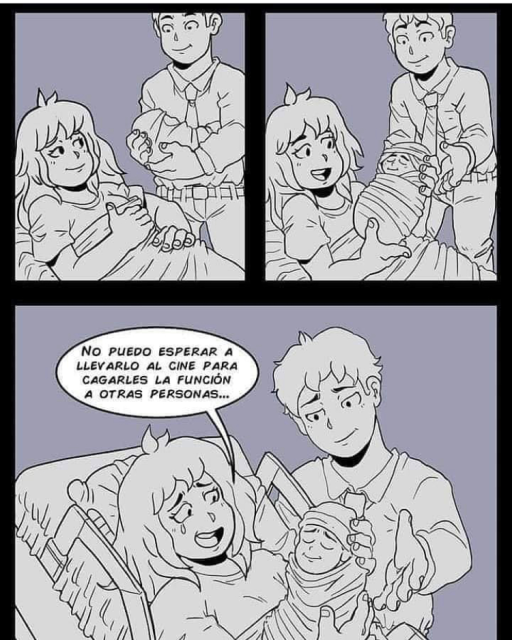 NO PUEDO ESPERAR A
LLEVARLO AL CINE PARA
CAGARLES LA FUNCIÓN
A OTRAS PERSONAS...